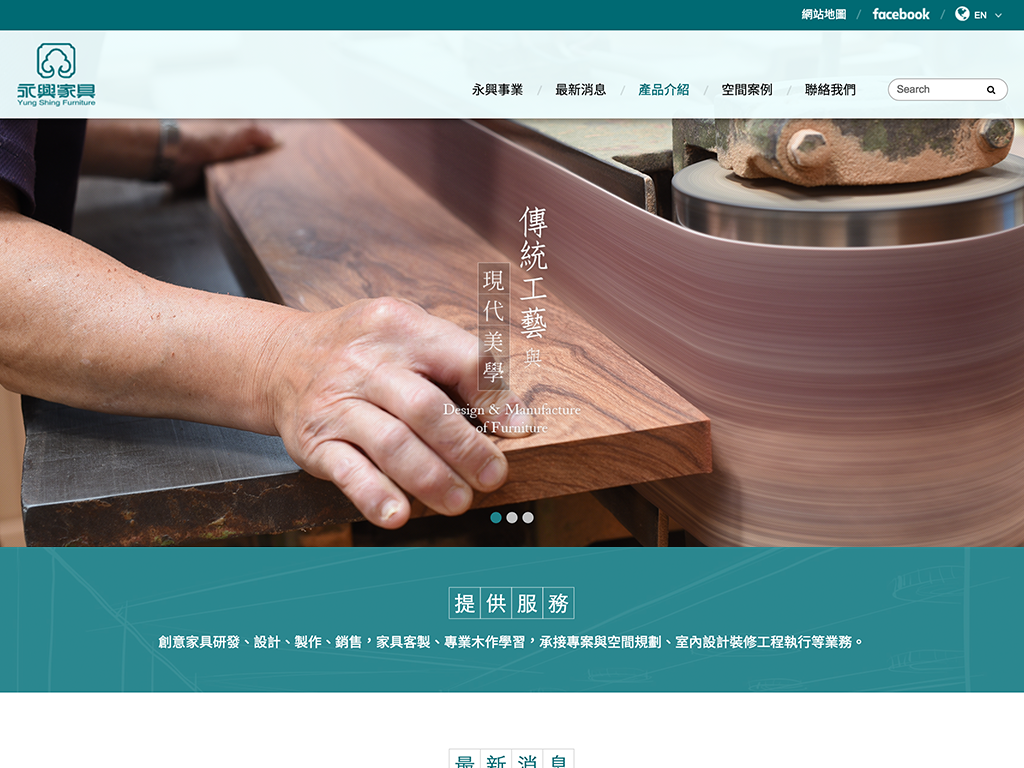 網站地圖 / facebook / EN
永興家具
Yung Shing Furniture
永興事業 / 最新消息 / 產品介紹 / 空間案例 / 聯絡我們
Search
傳統工藝與
現代美學
Design & Manufacture
of Furniture
提供服務
創意家具研發、設計、製作、銷售，家具客製、專業木作學習，承接專案與空間規劃、室內設計裝修工程執行等業務。
最新消息